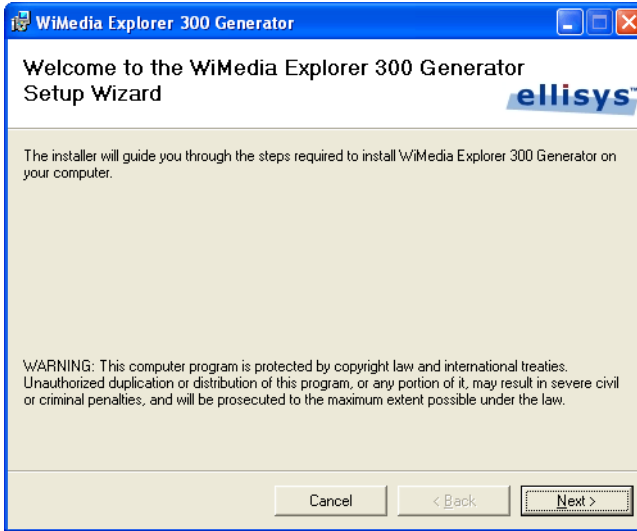 WiMedia Explorer 300 Generator
Welcome to the WiMedia Explorer 300 Generator
Setup Wizard
ellisys™
The installer will guide you through the steps required to install WiMedia Explorer 300 Generator on
your computer.
WARNING: This computer program is protected by copyright law and international treaties.
Unauthorized duplication or distribution of this program, or any portion of it, may result in severe civil
or criminal penalties, and will be prosecuted to the maximum extent possible under the law.
Cancel
< Back
Next >